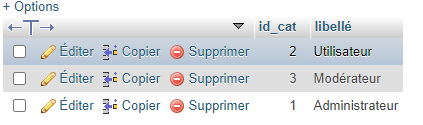 + Options
id_cat libellé
Éditer Copier Supprimer 2 Utilisateur
Éditer Copier Supprimer 3 Modérateur
Éditer Copier Supprimer 1 Administrateur